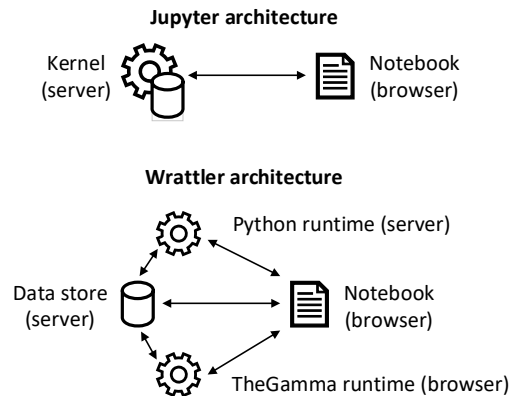 Jupyter architecture
Kernel
(server)
Notebook
(browser)
Wrattler architecture
Python runtime (server)
Data store
(server)
Notebook
(browser)
TheGamma runtime (browser)